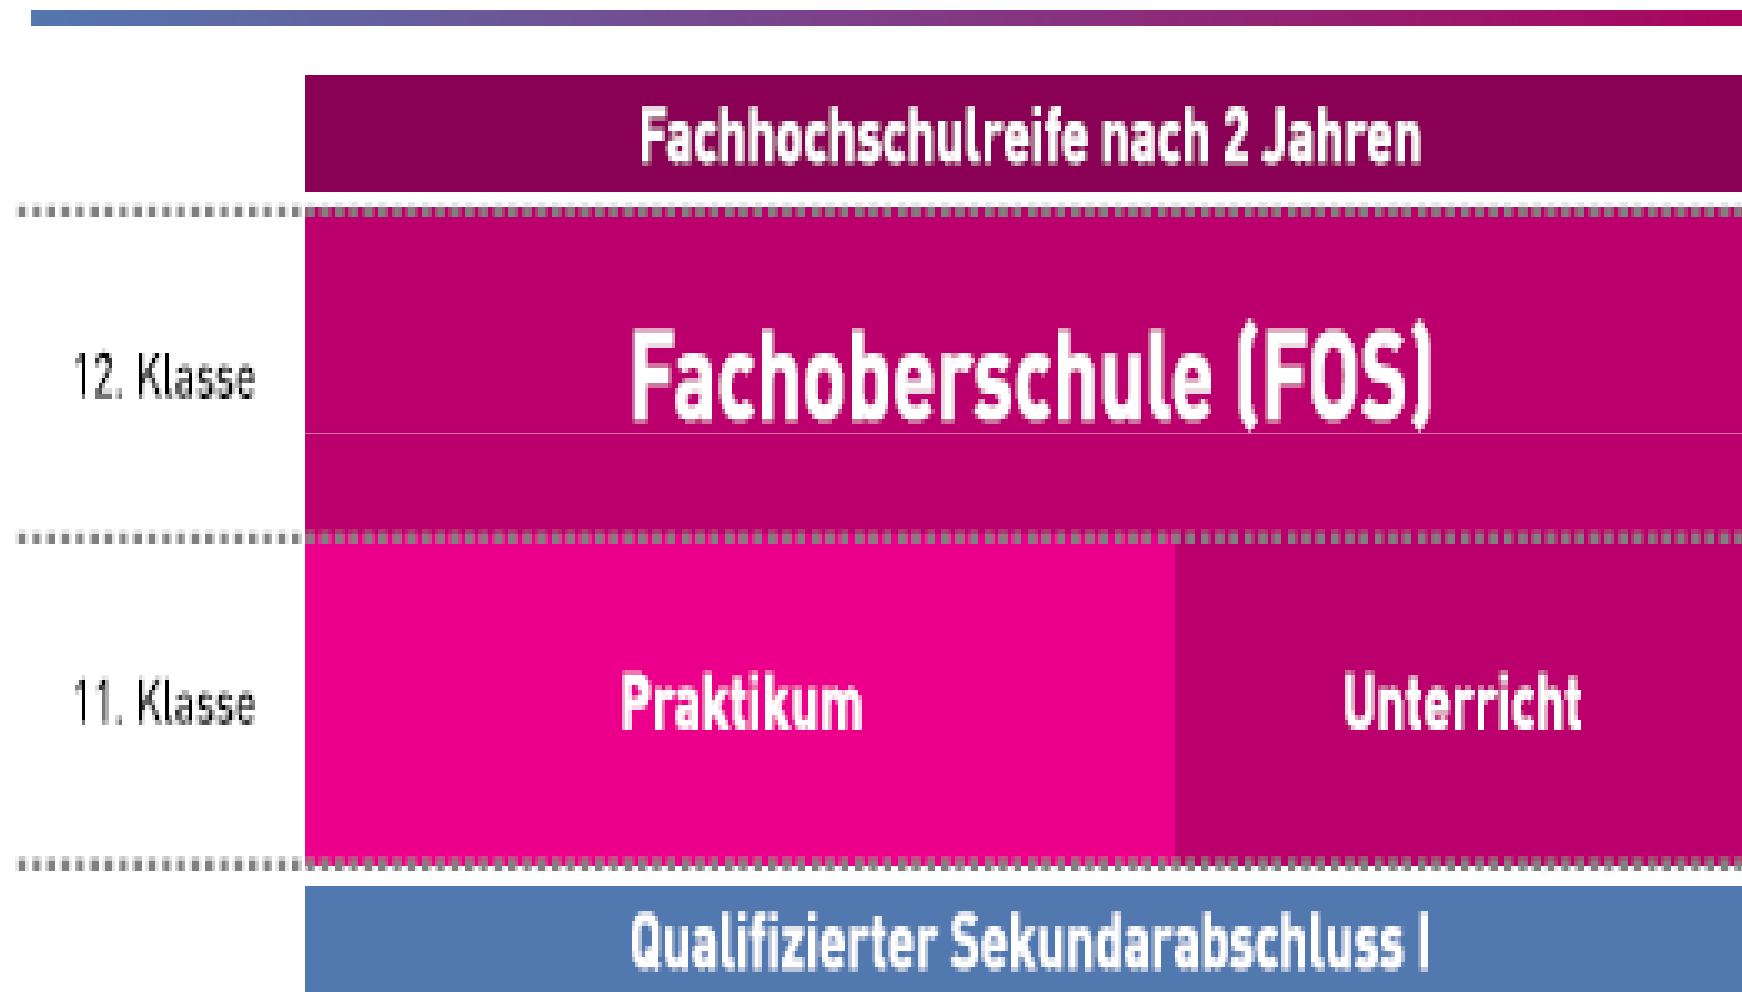 Fachhochschulreife nach 2 Jahren
12. Klasse
Fachoberschule (FOS)
11. Klasse
Praktikum
Unterricht
Qualifizierter Sekundarabschluss I